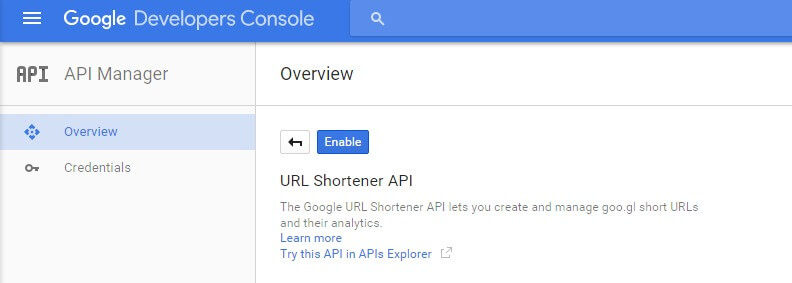 Google Developers Console
API API Manager
Overview
Overview
Credentials
Enable
URL Shortener API
The Google URL Shortener API lets you create and manage goo.gl short URLs
and their analytics.
Learn more
Try this API in APIs Explorer